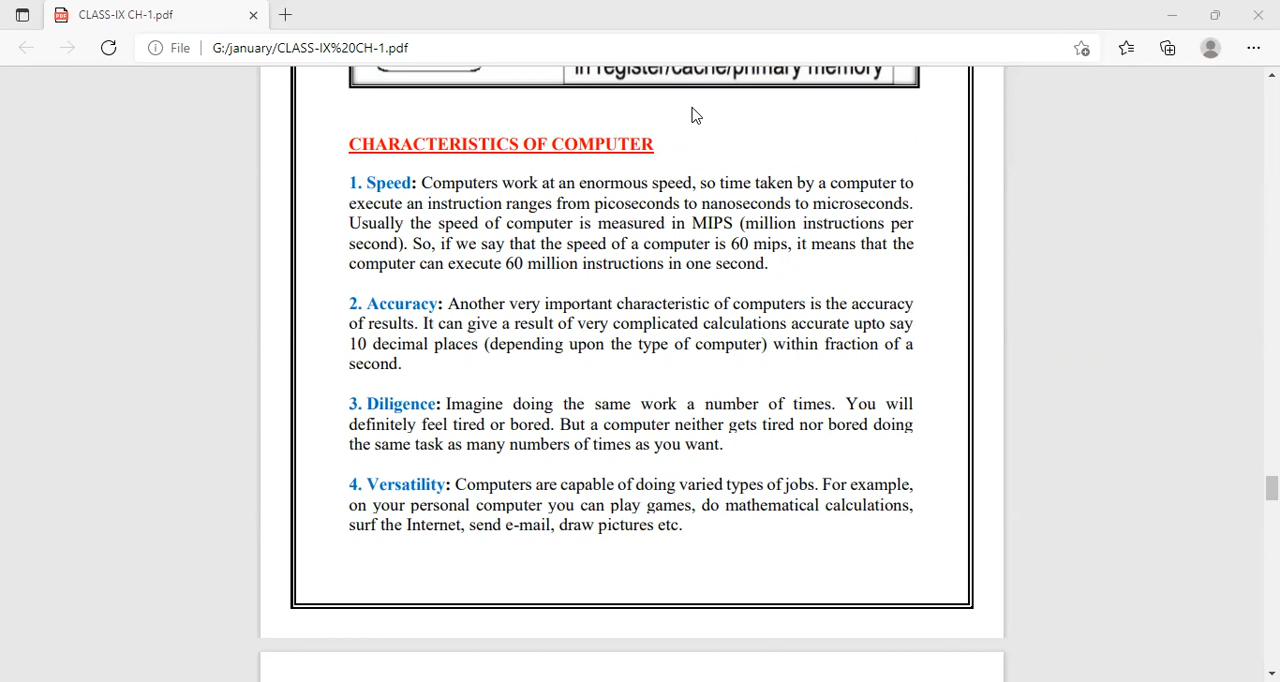 CLASS-IX CH-1.pdf
File
G:/january/CLASS-IX%20CH-1.pdf
in register/cache/primary memory
CHARACTERISTICS OF COMPUTER
1. Speed: Computers work at an enormous speed, so time taken by a computer to
execute an instruction ranges from picoseconds to nanoseconds to microseconds.
Usually the speed of computer is measured in MIPS (million instructions per
second). So, if we say that the speed of a computer is 60 mips, it means that the
computer can execute 60 million instructions in one second.
2. Accuracy: Another very important characteristic of computers is the accuracy
of results. It can give a result of very complicated calculations accurate upto say
10 decimal places (depending upon the type of computer) within fraction of a
second.
3. Diligence: Imagine doing the same work a number of times. You will
definitely feel tired or bored. But a computer neither gets tired nor bored doing
the same task as many numbers of times as you want.
4. Versatility: Computers are capable of doing varied types of jobs. For example,
on your personal computer you can play games, do mathematical calculations,
surf the Internet, send e-mail, draw pictures etc.